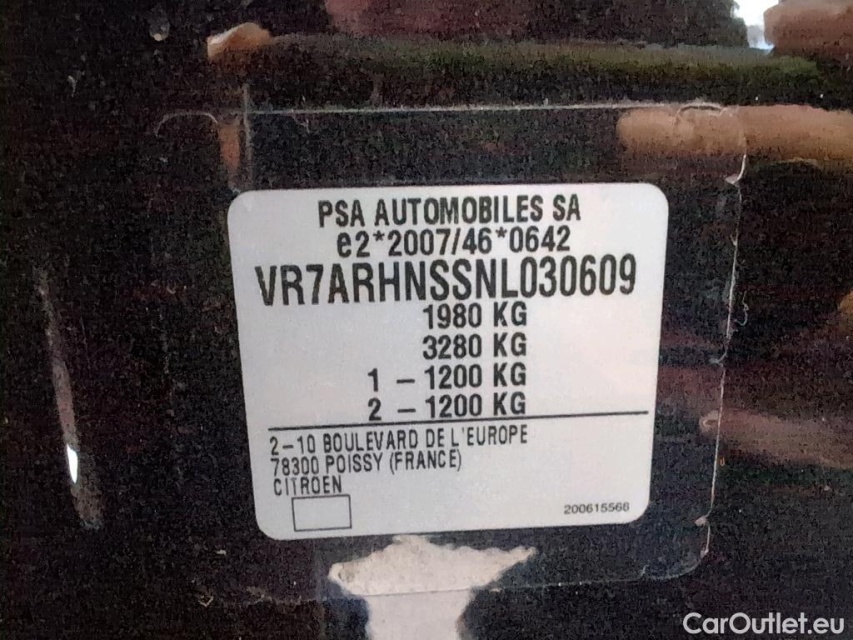 PSA AUTOMOBILES SA
e2*2007/46*0642
VR7ARHNSSNL030609
1980 KG
3280 KG
1 – 1200 KG
2 – 1200 KG
2–10 BOULEVARD DE L'EUROPE
78300 POISSY (FRANCE)
CITROEN
200615566
CarOutlet.eu